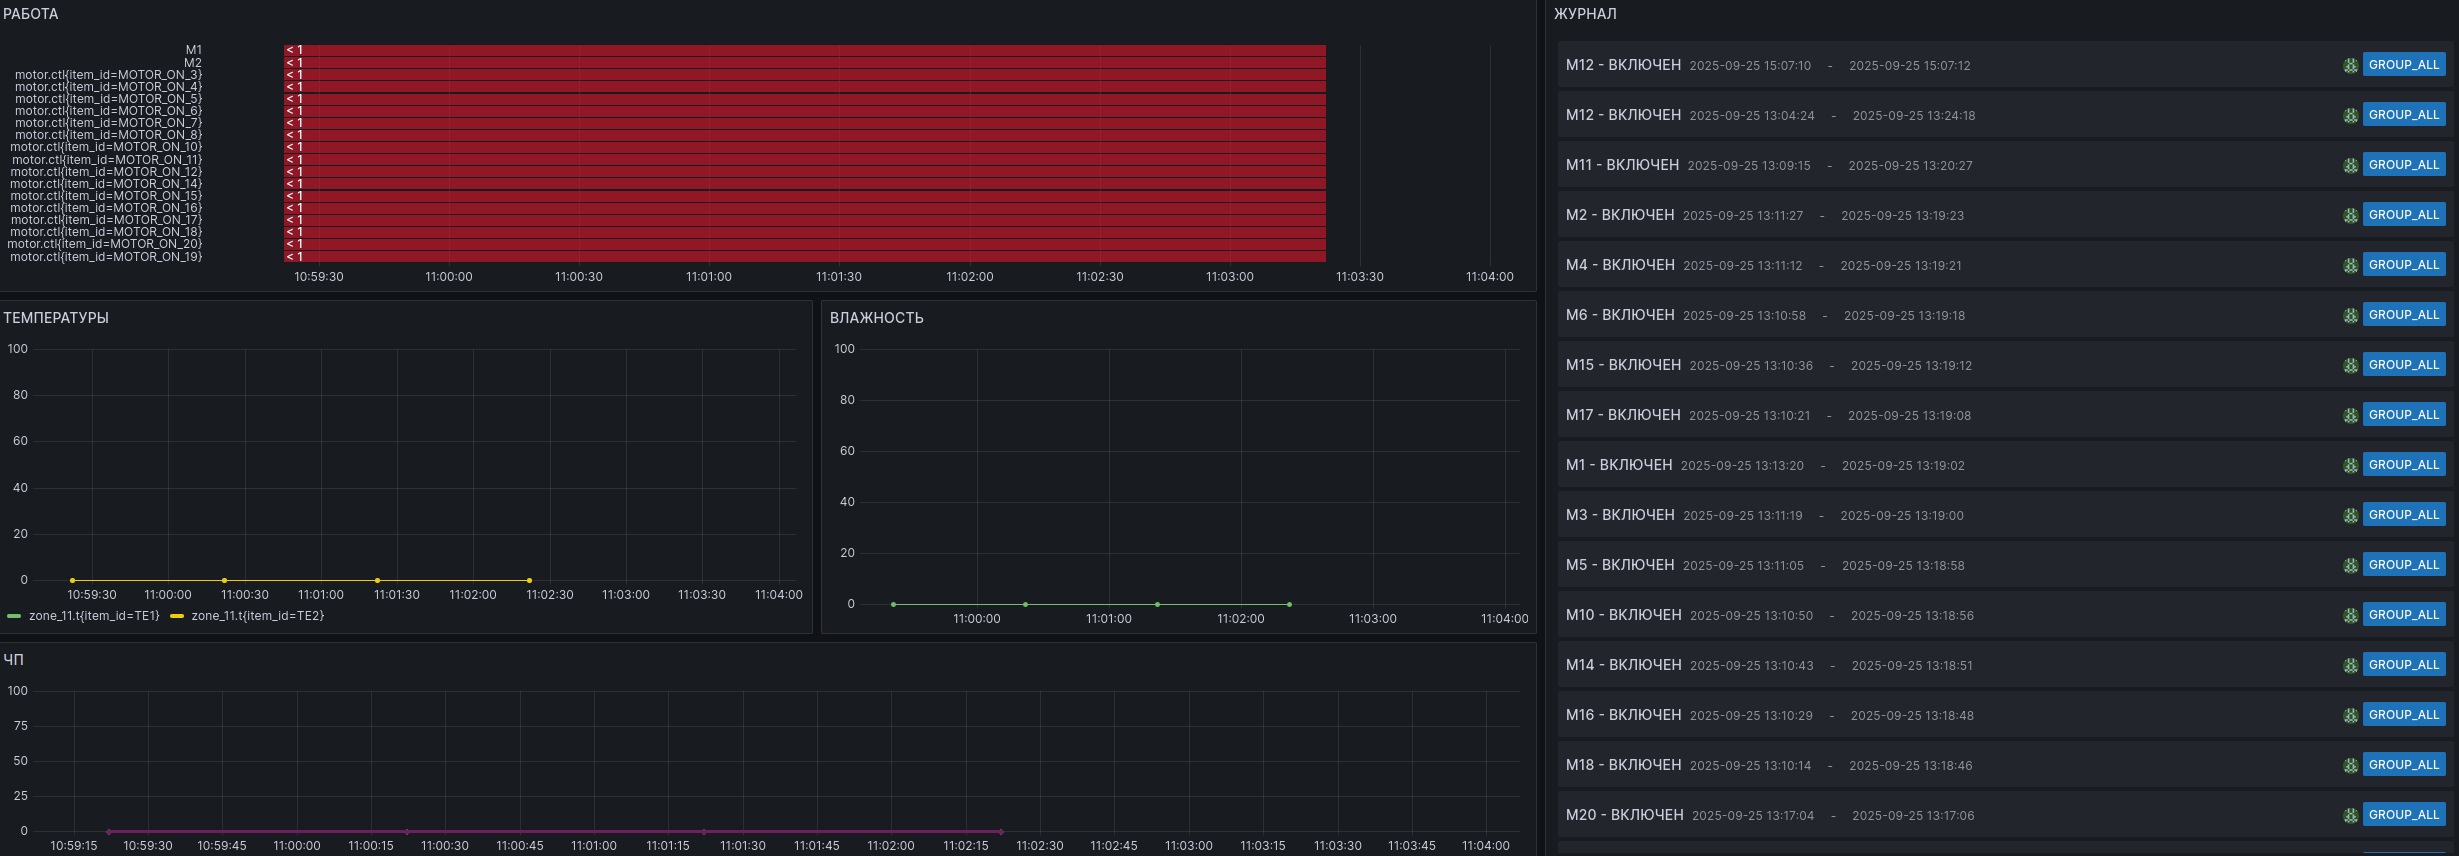 РАБОТА
M1 < 1
M2 < 1
motor.ctl{item_id=MOTOR_ON_3} < 1
motor.ctl{item_id=MOTOR_ON_4} < 1
motor.ctl{item_id=MOTOR_ON_5} < 1
motor.ctl{item_id=MOTOR_ON_6} < 1
motor.ctl{item_id=MOTOR_ON_7} < 1
motor.ctl{item_id=MOTOR_ON_8} < 1
motor.ctl{item_id=MOTOR_ON_10} < 1
motor.ctl{item_id=MOTOR_ON_11} < 1
motor.ctl{item_id=MOTOR_ON_12} < 1
motor.ctl{item_id=MOTOR_ON_14} < 1
motor.ctl{item_id=MOTOR_ON_15} < 1
motor.ctl{item_id=MOTOR_ON_16} < 1
motor.ctl{item_id=MOTOR_ON_17} < 1
motor.ctl{item_id=MOTOR_ON_18} < 1
motor.ctl{item_id=MOTOR_ON_20} < 1
motor.ctl{item_id=MOTOR_ON_19} < 1
10:59:30 11:00:00 11:00:30 11:01:00 11:01:30 11:02:00 11:02:30 11:03:00 11:03:30 11:04:00
ТЕМПЕРАТУРЫ
100
80
60
40
20
0
10:59:30 11:00:00 11:00:30 11:01:00 11:01:30 11:02:00 11:02:30 11:03:00 11:03:30 11:04:00
zone_11.t{item_id=TE1} zone_11.t{item_id=TE2}
ВЛАЖНОСТЬ
100
80
60
40
20
0
11:00:00 11:01:00 11:02:00 11:03:00 11:04:00
ЧП
100
75
50
25
0
10:59:15 10:59:30 10:59:45 11:00:00 11:00:15 11:00:30 11:00:45 11:01:00 11:01:15 11:01:30 11:01:45 11:02:00 11:02:15 11:02:30 11:02:45 11:03:00 11:03:15 11:03:30 11:03:45 11:04:00
ЖУРНАЛ
М12 - ВКЛЮЧЕН 2025-09-25 15:07:10 - 2025-09-25 15:07:12 GROUP_ALL
М12 - ВКЛЮЧЕН 2025-09-25 13:04:24 - 2025-09-25 13:24:18 GROUP_ALL
М11 - ВКЛЮЧЕН 2025-09-25 13:09:15 - 2025-09-25 13:20:27 GROUP_ALL
М2 - ВКЛЮЧЕН 2025-09-25 13:11:27 - 2025-09-25 13:19:23 GROUP_ALL
М4 - ВКЛЮЧЕН 2025-09-25 13:11:12 - 2025-09-25 13:19:21 GROUP_ALL
М6 - ВКЛЮЧЕН 2025-09-25 13:10:58 - 2025-09-25 13:19:18 GROUP_ALL
М15 - ВКЛЮЧЕН 2025-09-25 13:10:36 - 2025-09-25 13:19:12 GROUP_ALL
М17 - ВКЛЮЧЕН 2025-09-25 13:10:21 - 2025-09-25 13:19:08 GROUP_ALL
М1 - ВКЛЮЧЕН 2025-09-25 13:13:20 - 2025-09-25 13:19:02 GROUP_ALL
М3 - ВКЛЮЧЕН 2025-09-25 13:11:19 - 2025-09-25 13:19:00 GROUP_ALL
М5 - ВКЛЮЧЕН 2025-09-25 13:11:05 - 2025-09-25 13:18:58 GROUP_ALL
М10 - ВКЛЮЧЕН 2025-09-25 13:10:50 - 2025-09-25 13:18:56 GROUP_ALL
М14 - ВКЛЮЧЕН 2025-09-25 13:10:43 - 2025-09-25 13:18:51 GROUP_ALL
М16 - ВКЛЮЧЕН 2025-09-25 13:10:29 - 2025-09-25 13:18:48 GROUP_ALL
М18 - ВКЛЮЧЕН 2025-09-25 13:10:14 - 2025-09-25 13:18:46 GROUP_ALL
М20 - ВКЛЮЧЕН 2025-09-25 13:17:04 - 2025-09-25 13:17:06 GROUP_ALL